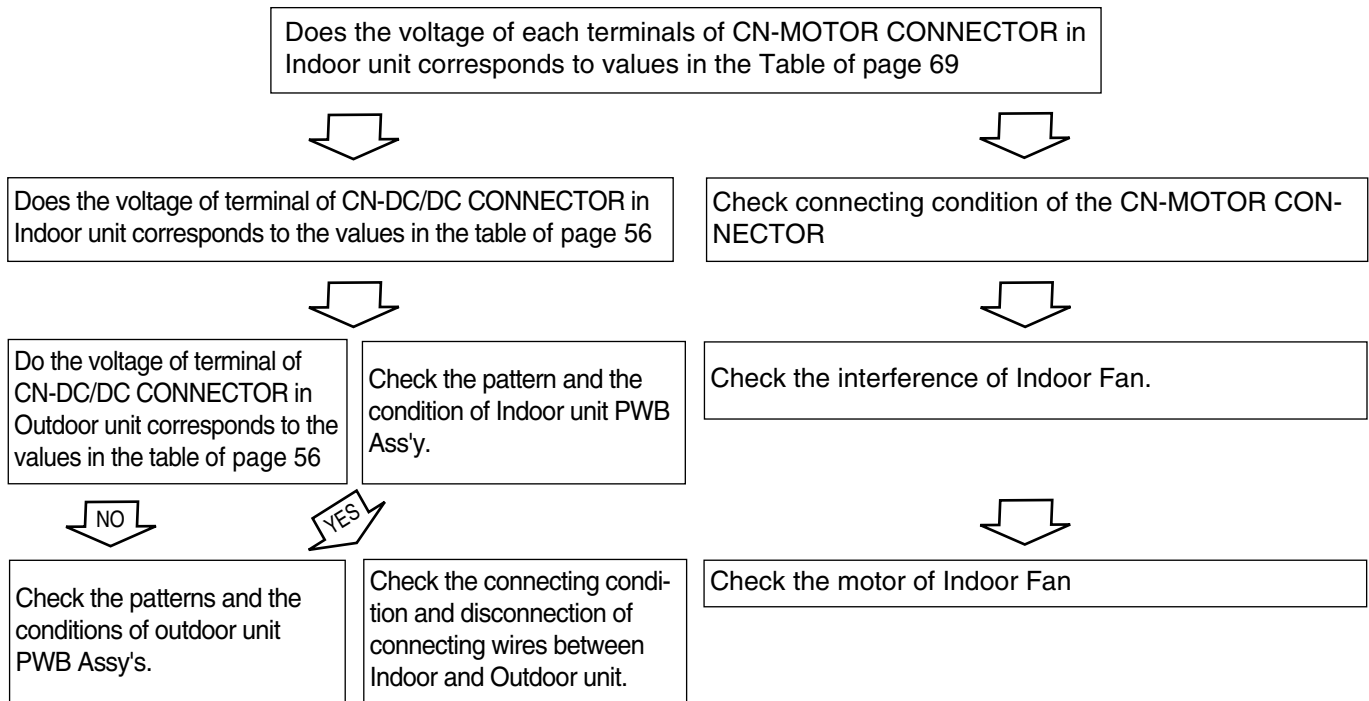 Does the voltage of each terminals of CN-MOTOR CONNECTOR in
Indoor unit corresponds to values in the Table of page 69
Does the voltage of terminal of CN-DC/DC CONNECTOR in
Indoor unit corresponds to the values in the table of page 56
Check connecting condition of the CN-MOTOR CON-
NECTOR
Do the voltage of terminal of
CN-DC/DC CONNECTOR in
Outdoor unit corresponds to the
values in the table of page 56
Check the pattern and the
condition of Indoor unit PWB
Ass'y.
Check the interference of Indoor Fan.
NO
YES
Check the patterns and the
conditions of outdoor unit
PWB Assy's.
Check the connecting condi-
tion and disconnection of
connecting wires between
Indoor and Outdoor unit.
Check the motor of Indoor Fan